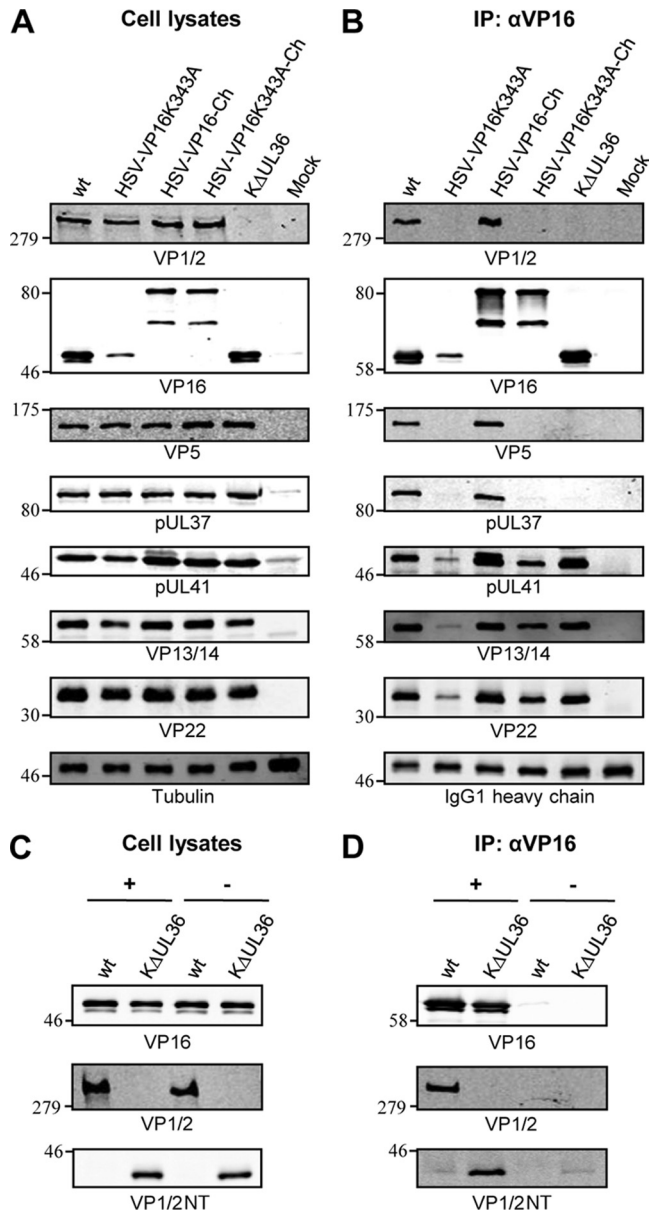 A Cell lysates
wt HSV-VP16K343A HSV-VP16-Ch HSV-VP16K343A-Ch KΔUL36 Mock
279
VP1/2
80
46
VP16
175
VP5
80
pUL37
46
pUL41
58
VP13/14
30
VP22
46
Tubulin
B IP: αVP16
wt HSV-VP16K343A HSV-VP16-Ch HSV-VP16K343A-Ch KΔUL36 Mock
279
VP1/2
80
58
VP16
175
VP5
80
pUL37
46
pUL41
58
VP13/14
30
VP22
46
IgG1 heavy chain
C Cell lysates
+ -
wt KΔUL36 wt KΔUL36
46
VP16
279
VP1/2
46
VP1/2NT
D IP: αVP16
+ -
wt KΔUL36 wt KΔUL36
58
VP16
279
VP1/2
46
VP1/2NT